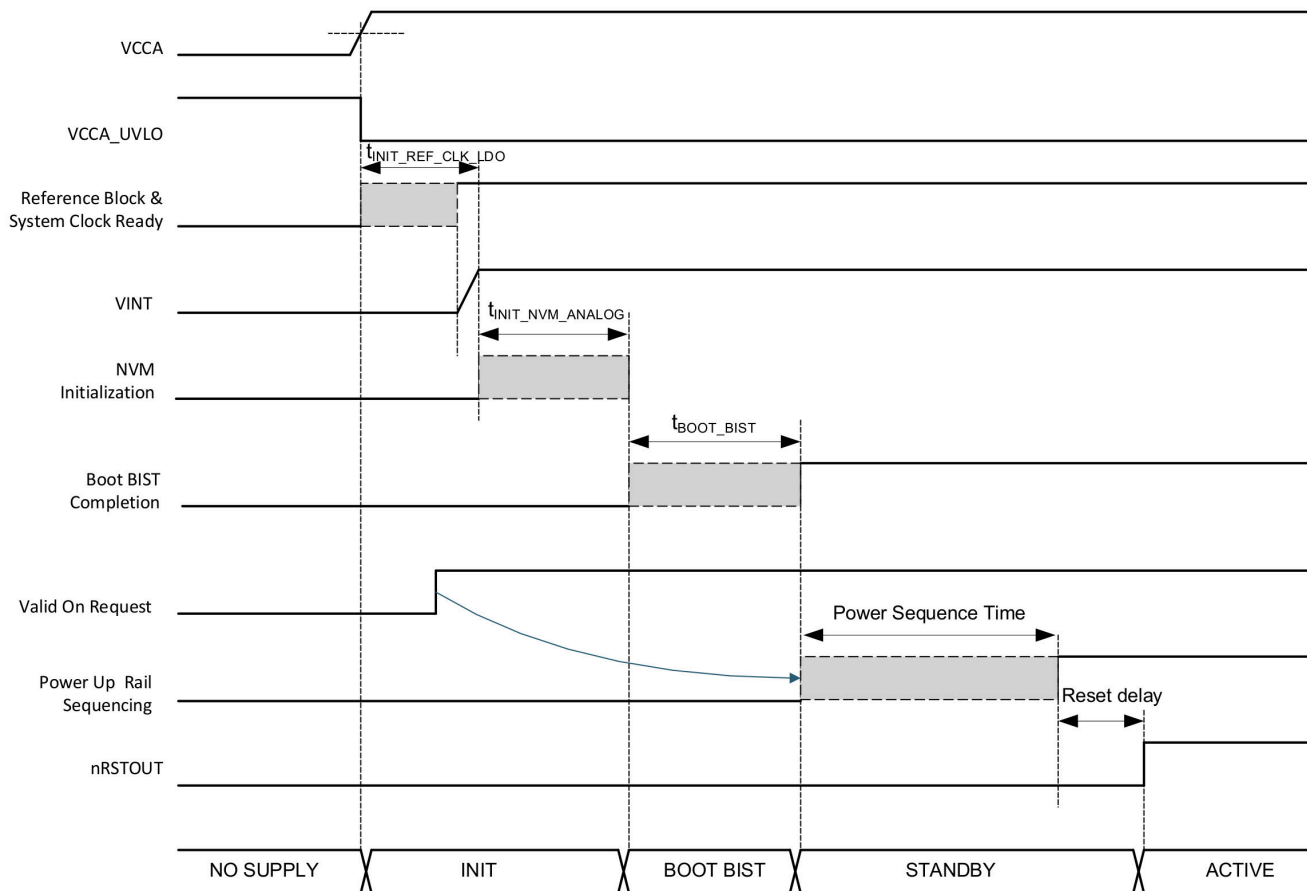 VCCA
VCCA_UVLO
tINIT_REF_CLK_LDO
Reference Block &
System Clock Ready
VINT
tINIT_NVM_ANALOG
NVM
Initialization
tBOOT_BIST
Boot BIST
Completion
Valid On Request
Power Sequence Time
Power Up Rail
Sequencing
Reset delay
nRSTOUT
NO SUPPLY INIT BOOT BIST STANDBY ACTIVE